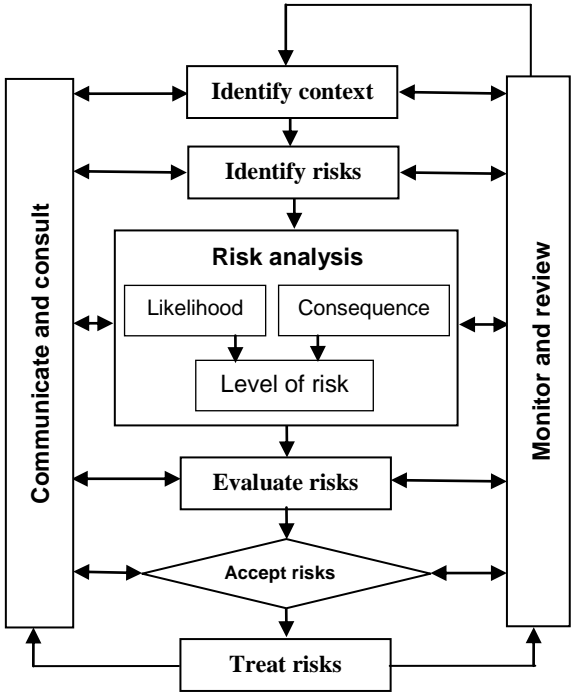 Identify context
Identify risks
Risk analysis
Likelihood
Consequence
Level of risk
Evaluate risks
Accept risks
Treat risks
Communicate and consult
Monitor and review